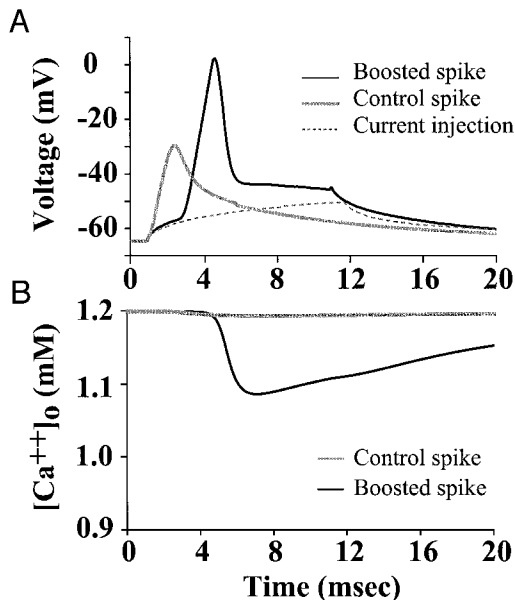 A
Voltage (mV)
0
-20
-40
-60
Boosted spike
Control spike
Current injection
0 4 8 12 16 20
B
[Ca++]o (mM)
1.2
1.1
1.0
0.9
Control spike
Boosted spike
0 4 8 12 16 20
Time (msec)